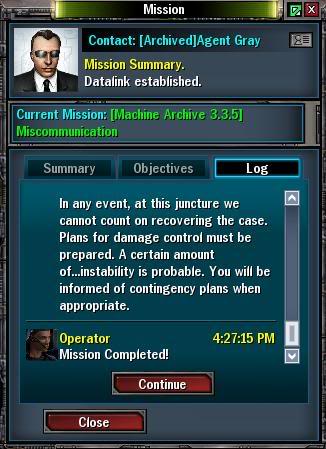 Mission
Contact: [Archived]Agent Gray
Mission Summary.
Datalink established.
Current Mission: [Machine Archive 3.3.5]
Miscommunication
Summary
Objectives
Log
In any event, at this juncture we
cannot count on recovering the case.
Plans for damage control must be
prepared. A certain amount
of...instability is probable. You will be
informed of contingency plans when
appropriate.
Operator 4:27:15 PM
Mission Completed!
Continue
Close